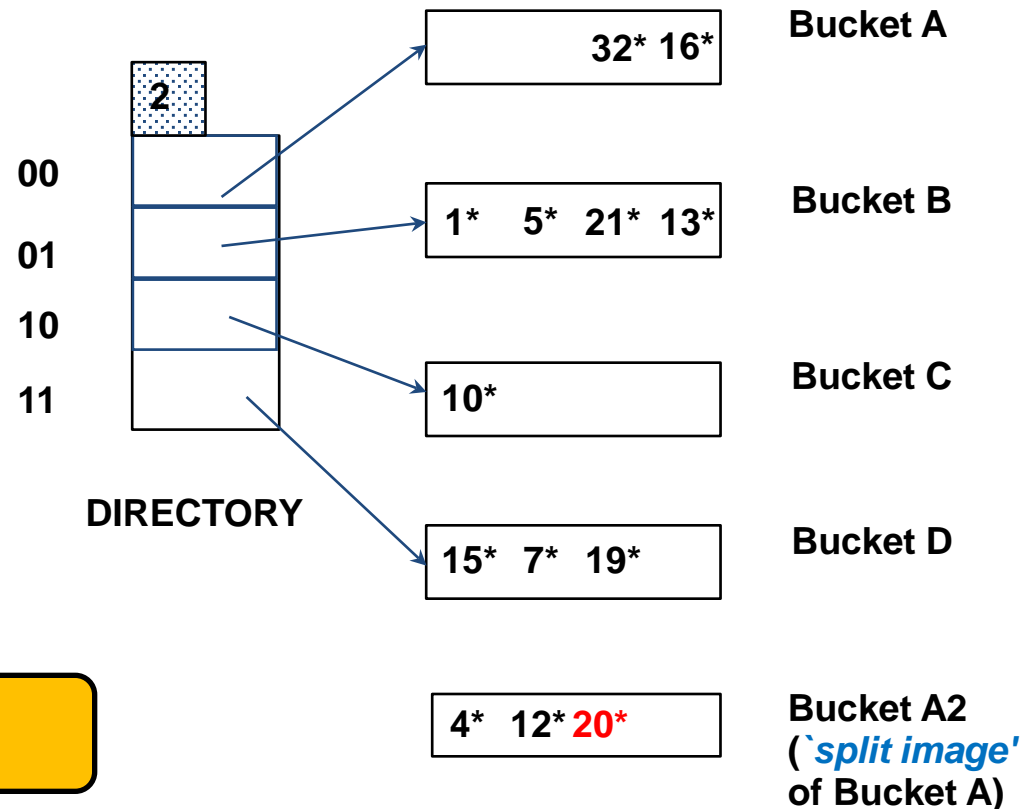 Bucket A
32* 16*
2
00
Bucket B
1* 5* 21* 13*
01
10
Bucket C
10*
11
DIRECTORY
Bucket D
15* 7* 19*
Bucket A2
4* 12* 20*
(`split image'
of Bucket A)